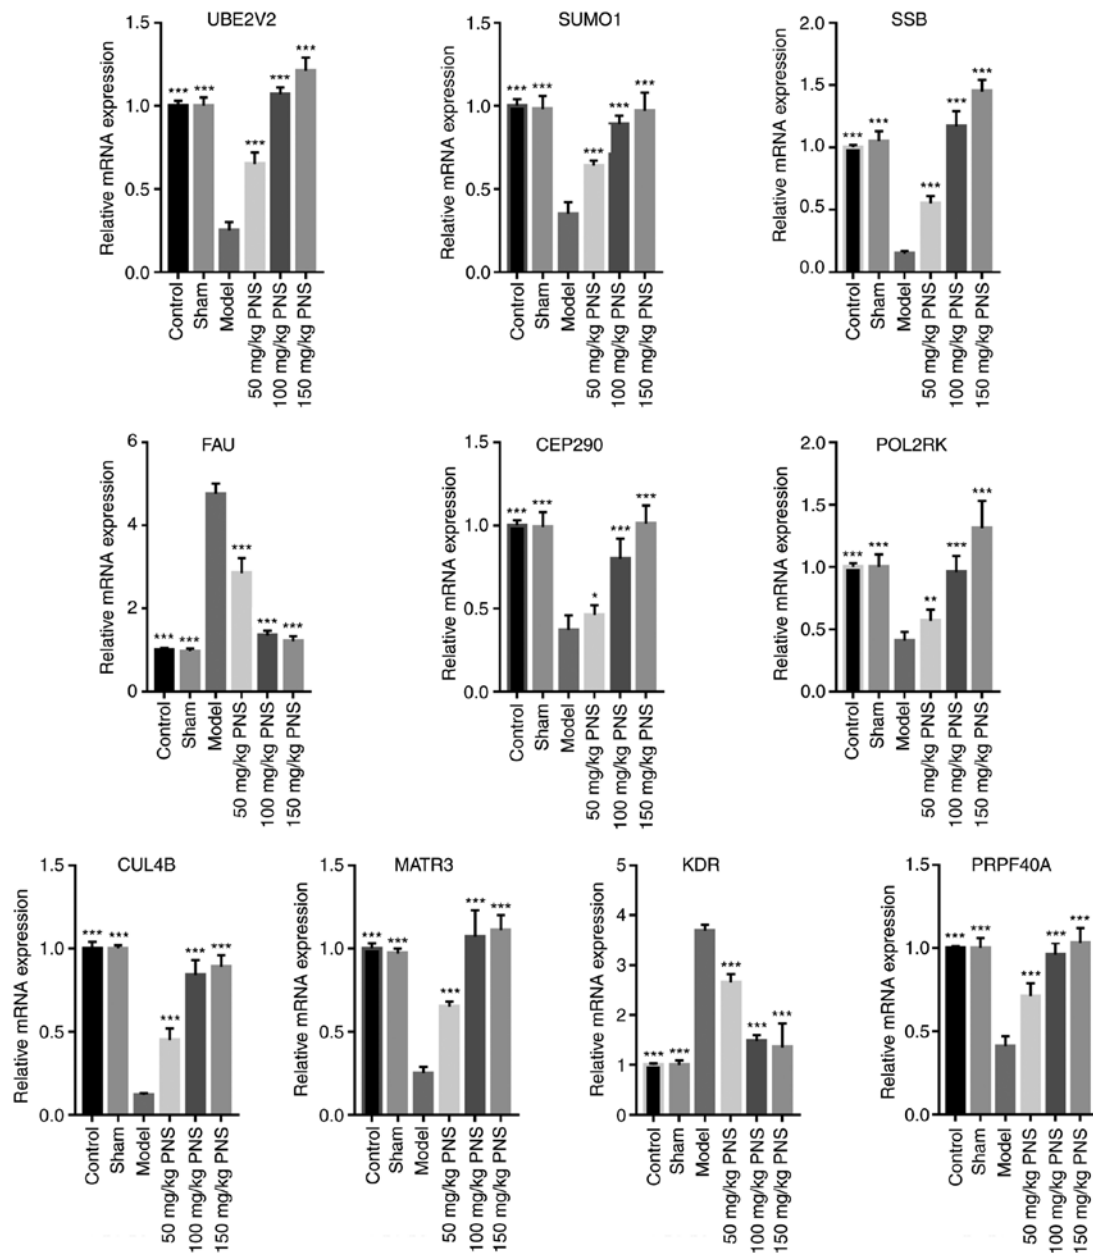 UBE2V2
Relative mRNA expression
1.5
1.0
0.5
0.0
*** *** *** *** ***
Control
Sham
Model
50 mg/kg PNS
100 mg/kg PNS
150 mg/kg PNS
SUMO1
Relative mRNA expression
1.5
1.0
0.5
0.0
*** *** *** *** ***
Control
Sham
Model
50 mg/kg PNS
100 mg/kg PNS
150 mg/kg PNS
SSB
Relative mRNA expression
2.0
1.5
1.0
0.5
0.0
*** *** *** *** ***
Control
Sham
Model
50 mg/kg PNS
100 mg/kg PNS
150 mg/kg PNS
FAU
Relative mRNA expression
6
4
2
0
*** *** *** *** ***
Control
Sham
Model
50 mg/kg PNS
100 mg/kg PNS
150 mg/kg PNS
CEP290
Relative mRNA expression
1.5
1.0
0.5
0.0
*** *** * *** ***
Control
Sham
Model
50 mg/kg PNS
100 mg/kg PNS
150 mg/kg PNS
POL2RK
Relative mRNA expression
2.0
1.5
1.0
0.5
0.0
*** *** ** *** ***
Control
Sham
Model
50 mg/kg PNS
100 mg/kg PNS
150 mg/kg PNS
CUL4B
Relative mRNA expression
1.5
1.0
0.5
0.0
*** *** *** *** ***
Control
Sham
Model
50 mg/kg PNS
100 mg/kg PNS
150 mg/kg PNS
MATR3
Relative mRNA expression
1.5
1.0
0.5
0.0
*** *** *** *** ***
Control
Sham
Model
50 mg/kg PNS
100 mg/kg PNS
150 mg/kg PNS
KDR
Relative mRNA expression
5
4
3
2
1
0
*** *** *** *** ***
Control
Sham
Model
50 mg/kg PNS
100 mg/kg PNS
150 mg/kg PNS
PRPF40A
Relative mRNA expression
1.5
1.0
0.5
0.0
*** *** *** *** ***
Control
Sham
Model
50 mg/kg PNS
100 mg/kg PNS
150 mg/kg PNS